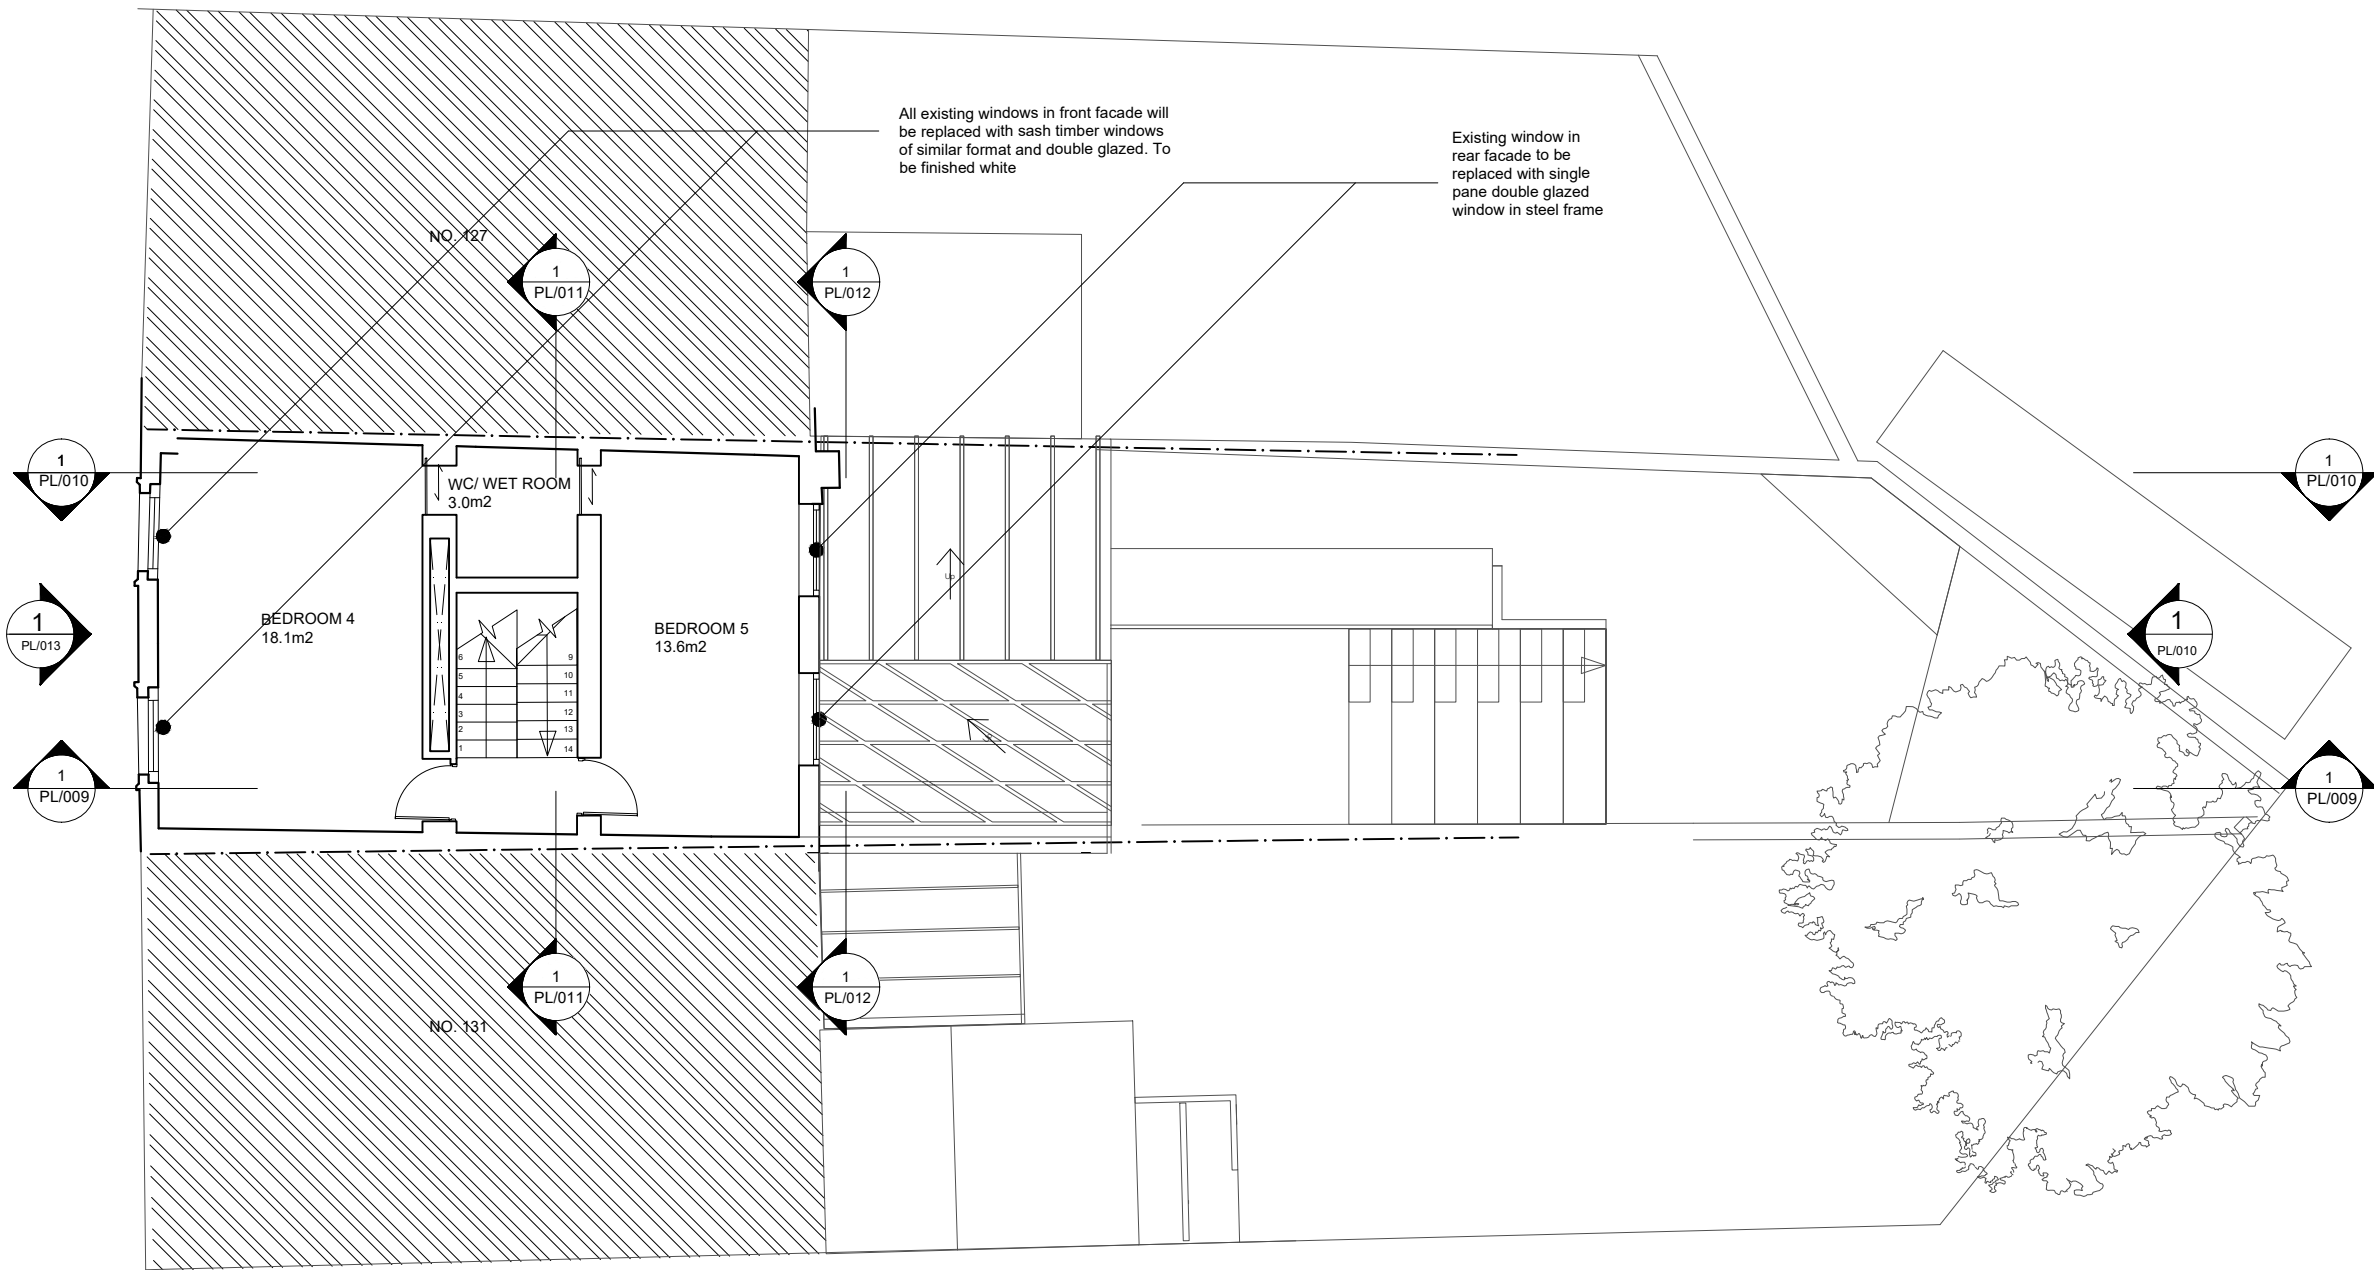 All existing windows in front facade will
be replaced with sash timber windows
of similar format and double glazed. To
be finished white
Existing window in
rear facade to be
replaced with single
pane double glazed
window in steel frame
NO. 127
1
PL/011
1
PL/012
1
PL/010
1
PL/010
WC/ WET ROOM
3.0m2
Up
1
PL/013
BEDROOM 4
18.1m2
BEDROOM 5
13.6m2
1
PL/010
6
5
4
3
2
1
9
10
11
12
13
14
1
PL/009
1
PL/009
1
PL/011
1
PL/012
NO. 131